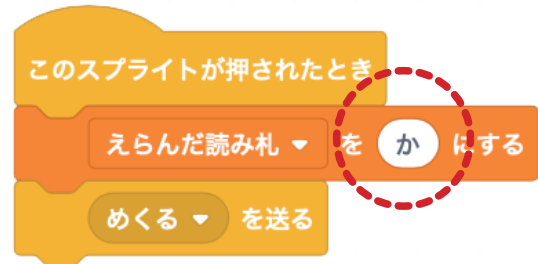 このスプライトが押されたとき
えらんだ読み札 を か にする
めくる を送る